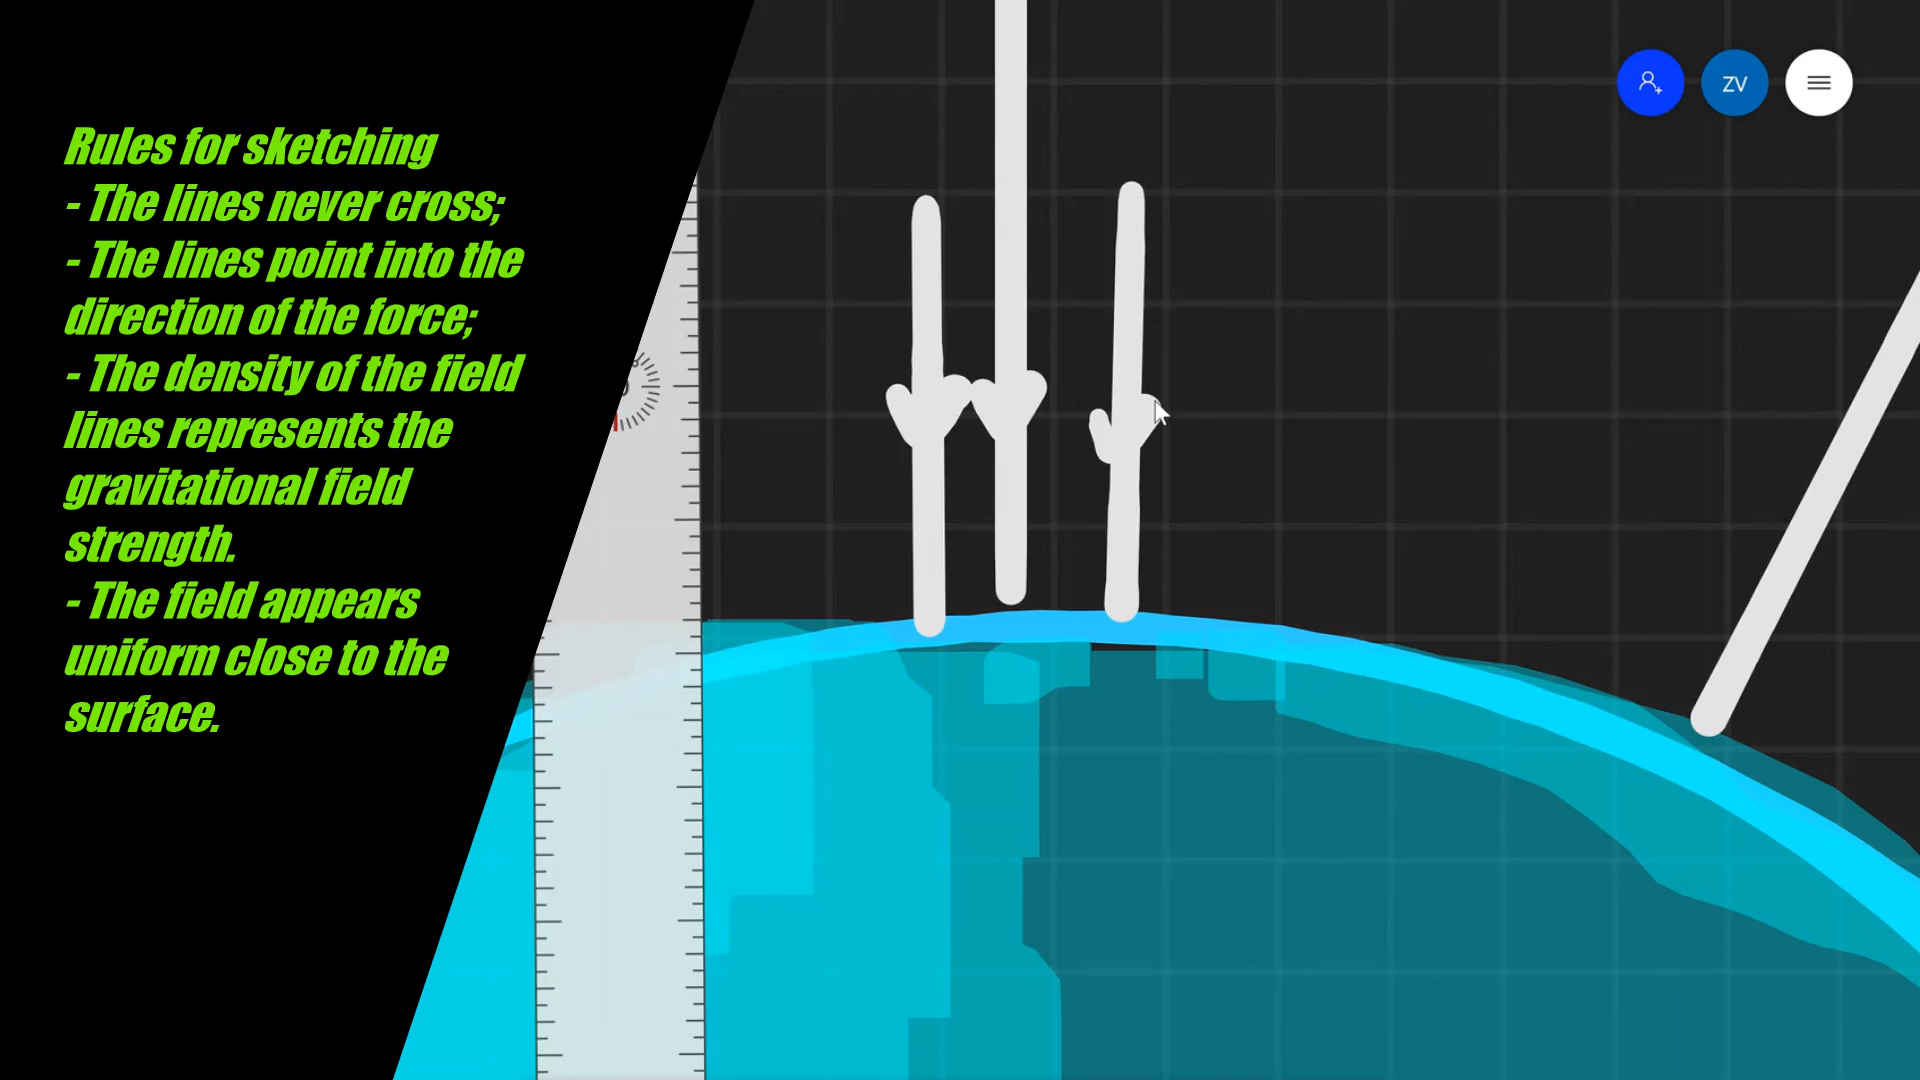 Rules for sketching
- The lines never cross;
- The lines point into the
direction of the force;
- The density of the field
lines represents the
gravitational field
strength.
- The field appears
uniform close to the
surface.
ZV